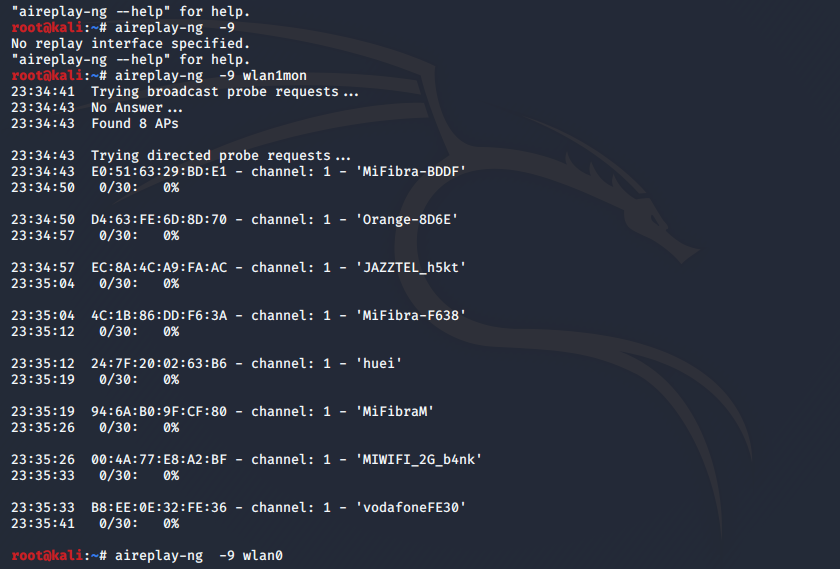 "aireplay-ng --help" for help.
root@kali:~# aireplay-ng  -9
No replay interface specified.
"aireplay-ng --help" for help.
root@kali:~# aireplay-ng  -9 wlan1mon
23:34:41  Trying broadcast probe requests...
23:34:43  No Answer...
23:34:43  Found 8 APs

23:34:43  Trying directed probe requests...
23:34:43  E0:51:63:29:BD:E1 - channel: 1 - 'MiFibra-BDDF'
23:34:50   0/30:   0%

23:34:50  D4:63:FE:6D:8D:70 - channel: 1 - 'Orange-8D6E'
23:34:57   0/30:   0%

23:34:57  EC:8A:4C:A9:FA:AC - channel: 1 - 'JAZZTEL_h5kt'
23:35:04   0/30:   0%

23:35:04  4C:1B:86:DD:F6:3A - channel: 1 - 'MiFibra-F638'
23:35:12   0/30:   0%

23:35:12  24:7F:20:02:63:B6 - channel: 1 - 'huei'
23:35:19   0/30:   0%

23:35:19  94:6A:B0:9F:CF:80 - channel: 1 - 'MiFibraM'
23:35:26   0/30:   0%

23:35:26  00:4A:77:E8:A2:BF - channel: 1 - 'MIWIFI_2G_b4nk'
23:35:33   0/30:   0%

23:35:33  B8:EE:0E:32:FE:36 - channel: 1 - 'vodafoneFE30'
23:35:41   0/30:   0%

root@kali:~# aireplay-ng  -9 wlan0